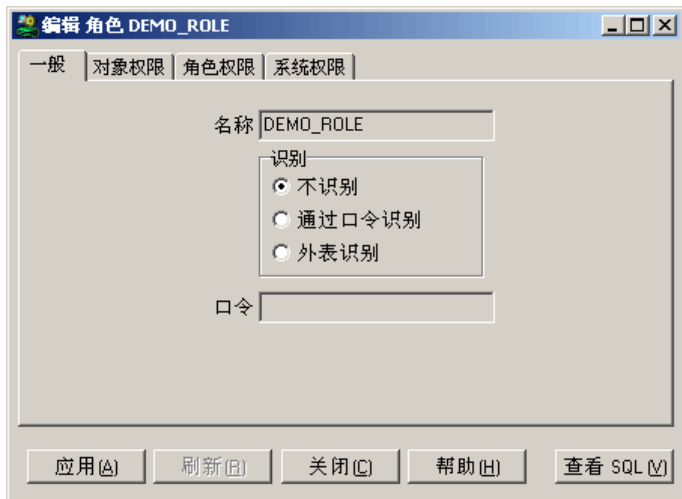 编辑 角色 DEMO_ROLE
一般 对象权限 角色权限 系统权限
名称 DEMO_ROLE
识别
不识别
通过口令识别
外表识别
口令
应用(A) 刷新(R) 关闭(C) 帮助(H) 查看 SQL(V)